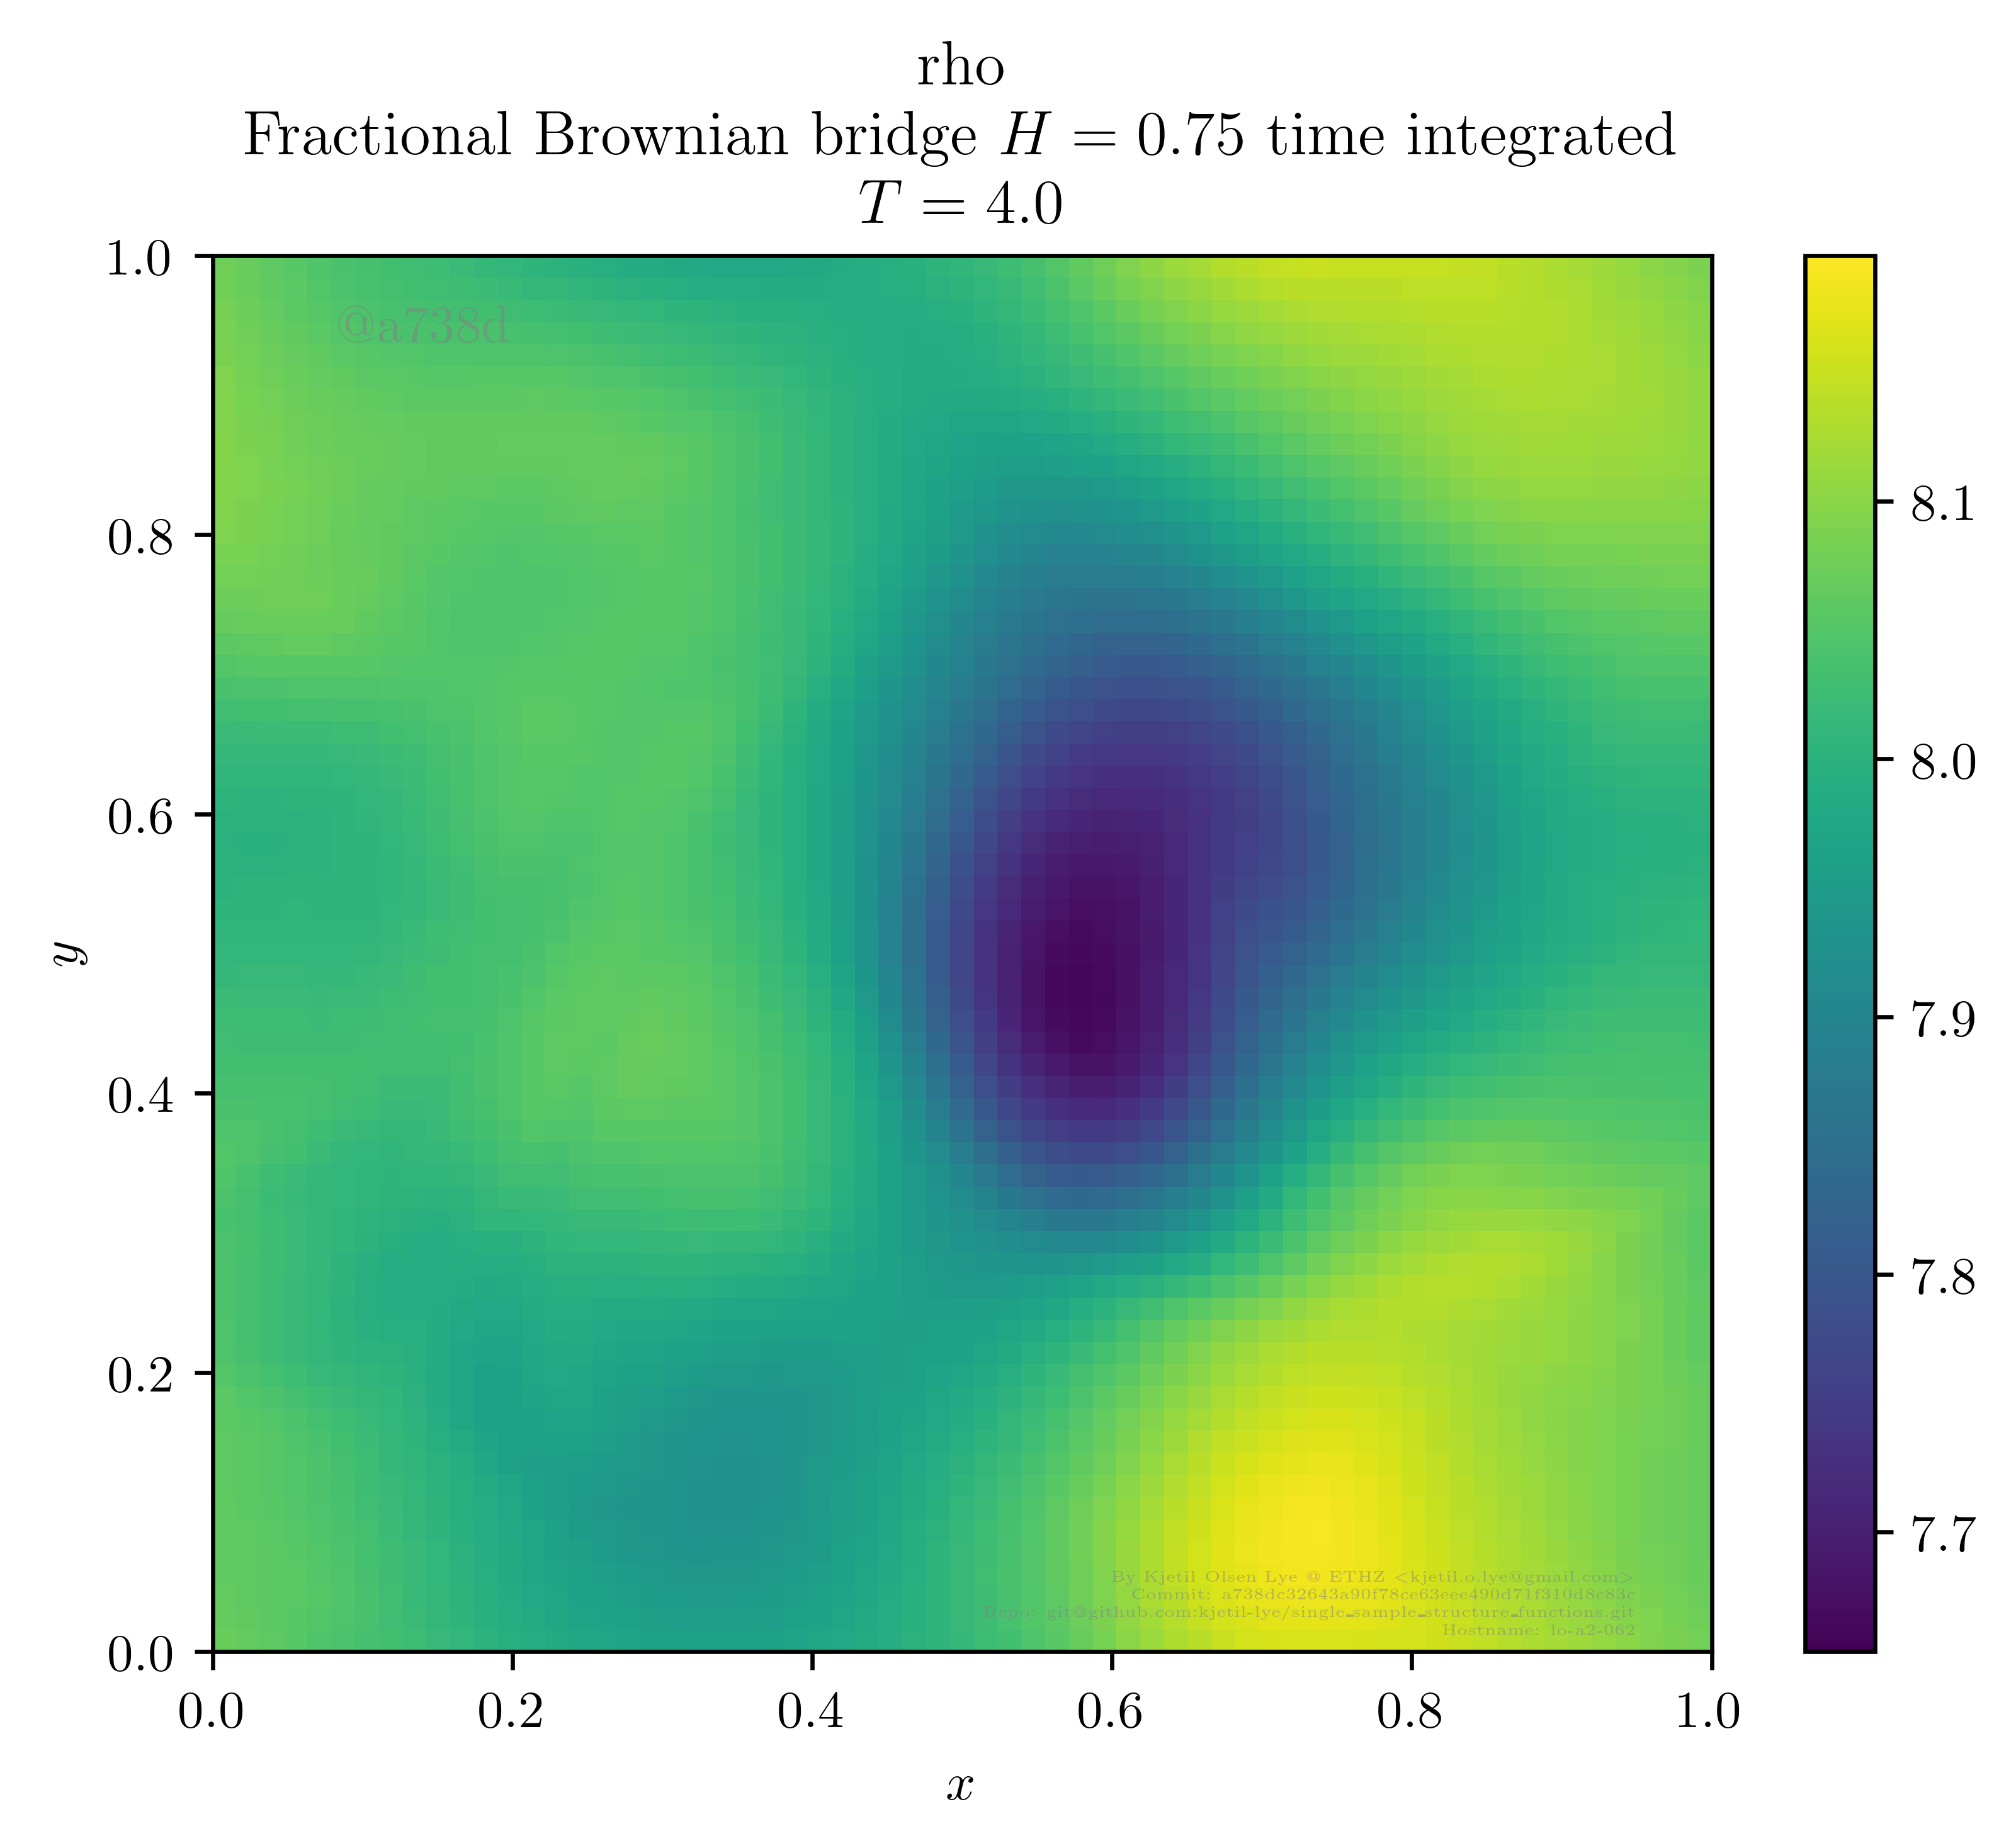 rho
Fractional Brownian bridge H = 0.75 time integrated
T = 4.0
1.0
@a738d
8.1
0.8
8.0
0.6
y
7.9
0.4
7.8
0.2
7.7
By Kjetil Olsen Lye @ ETHZ <kjetil.o.lye@gmail.com>
Commit: a738dc32643a90f78ce63eee490d71f310d8e83c
Repo: git@github.com:kjetil-lye/single_sample_structure_functions.git
Hostname: lo-a2-062
0.0
0.0 0.2 0.4 0.6 0.8 1.0
x